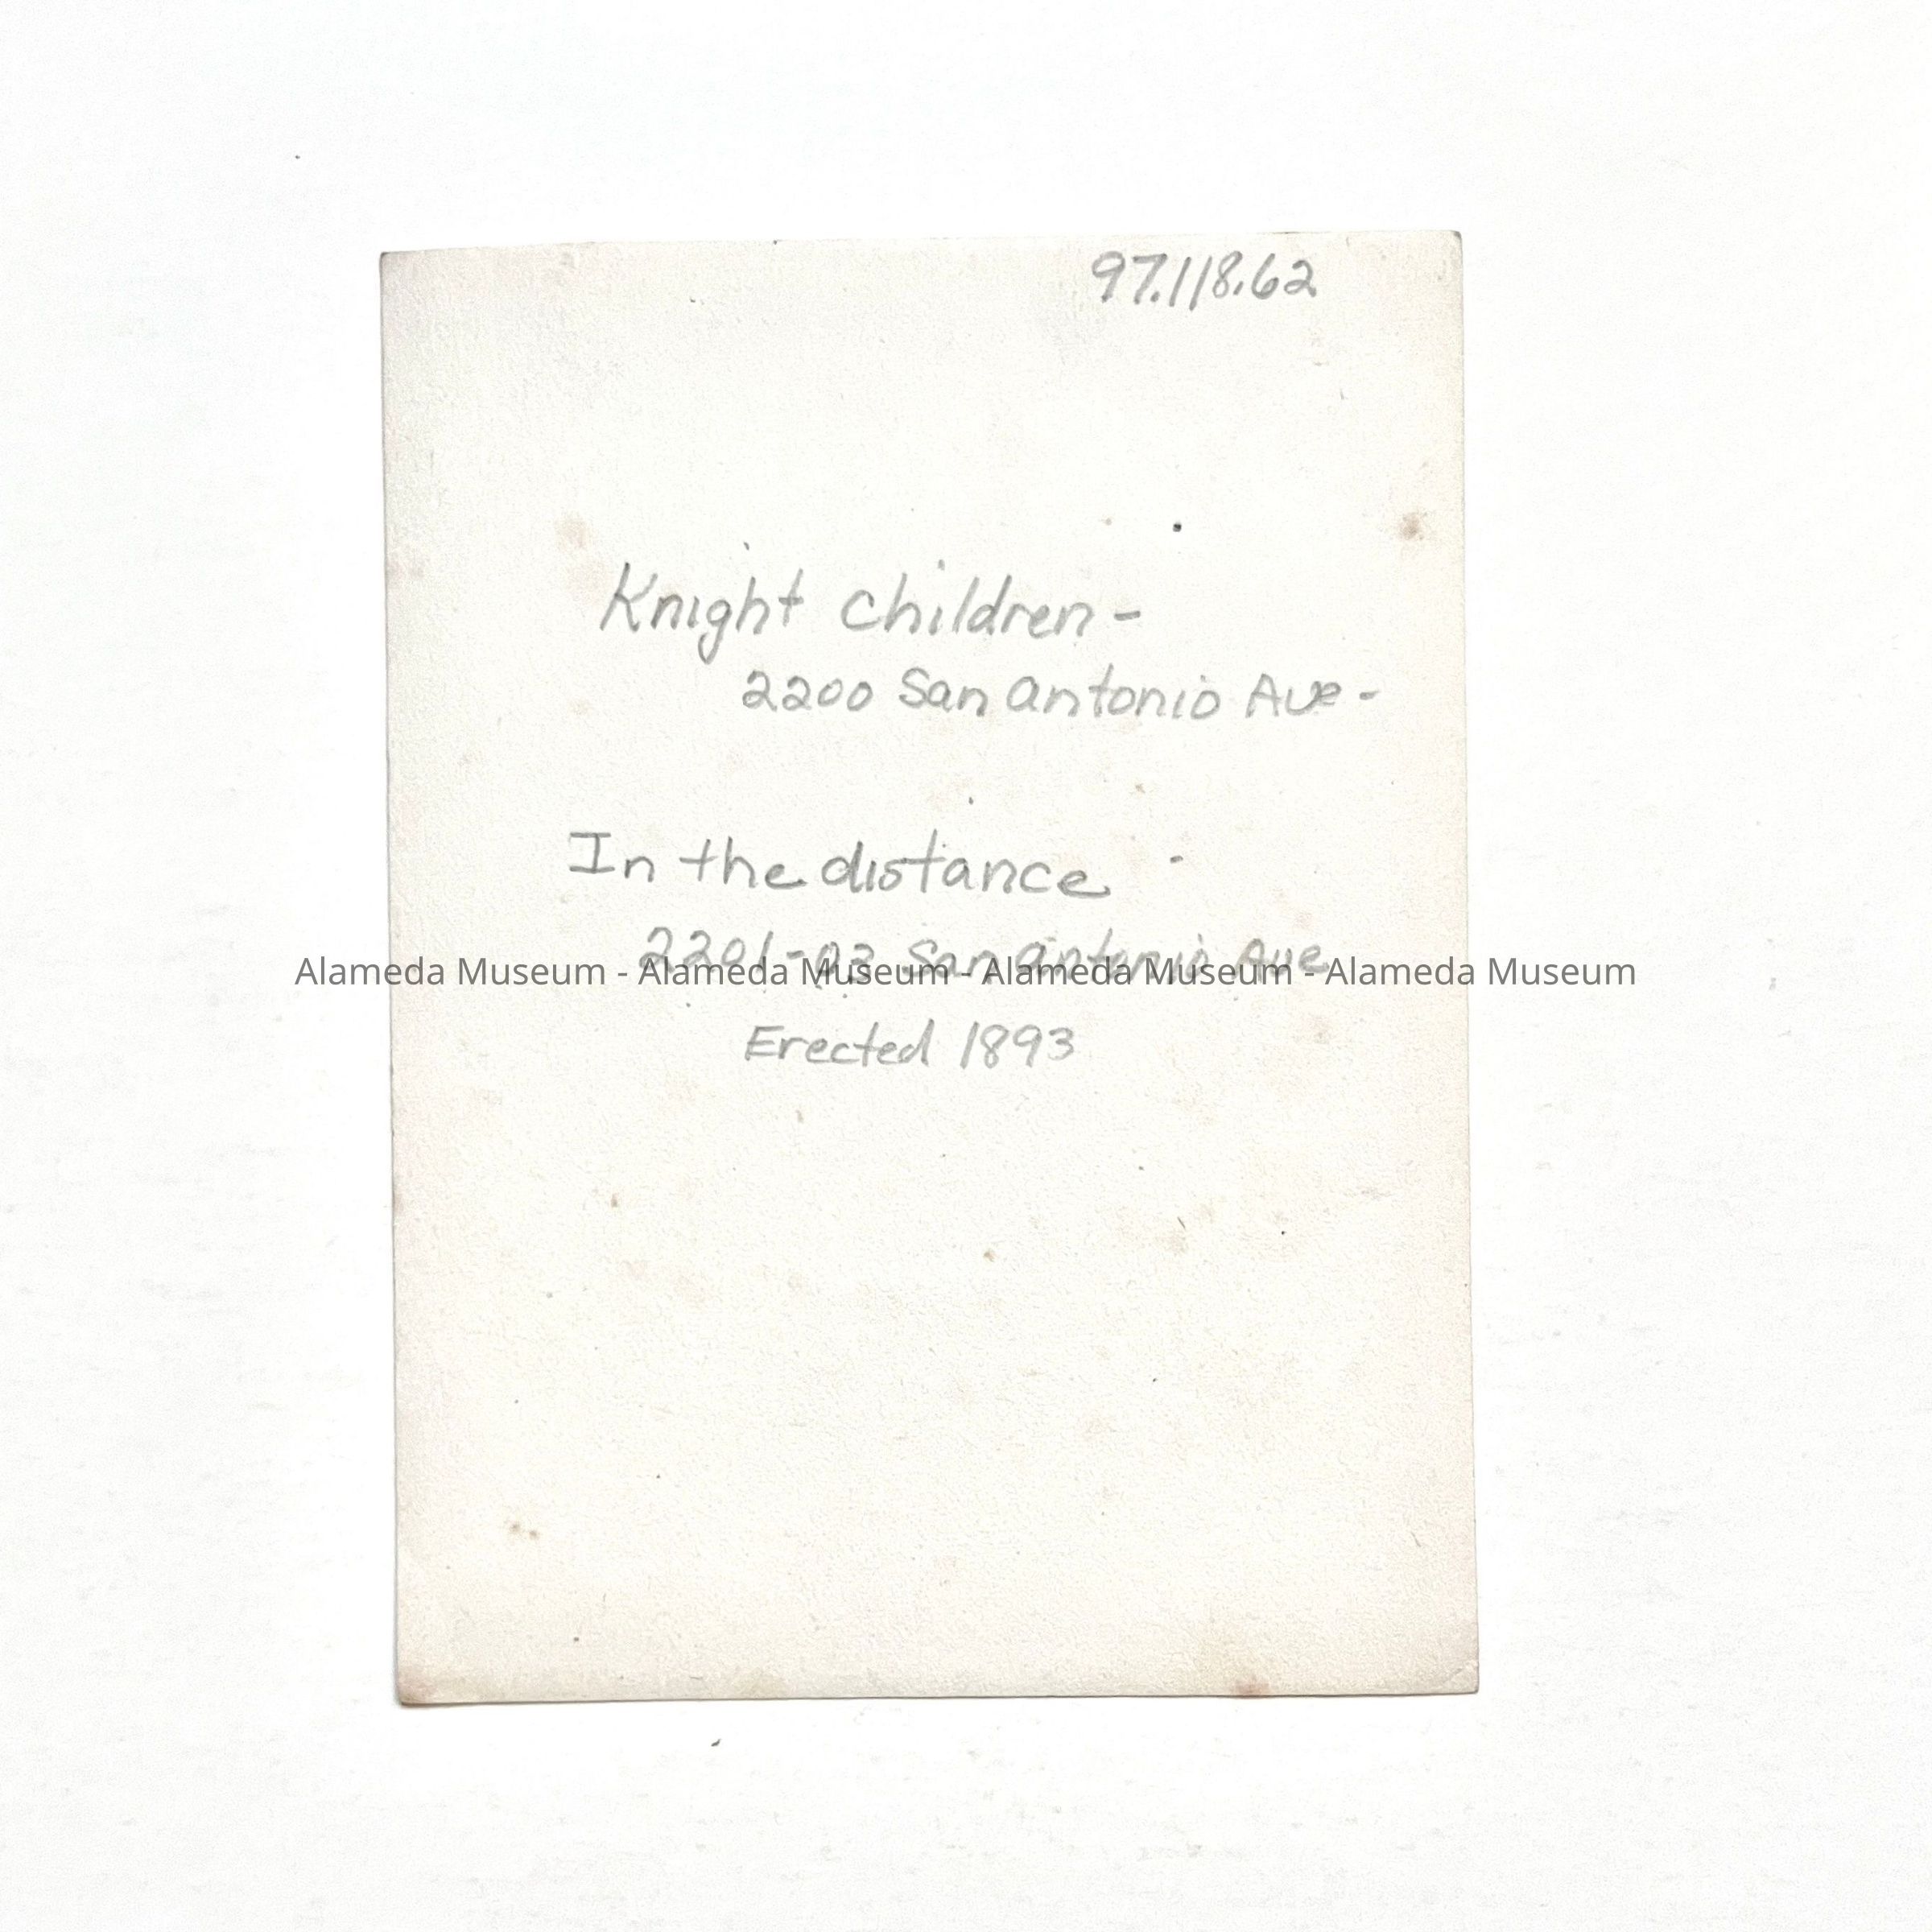 97.118.62
Knight children -
2200 San Antonio Ave -
In the distance -
2201-03 San Antonio Ave
Alameda Museum - Alameda Museum - Alameda Museum - Alameda Museum
Erected 1893